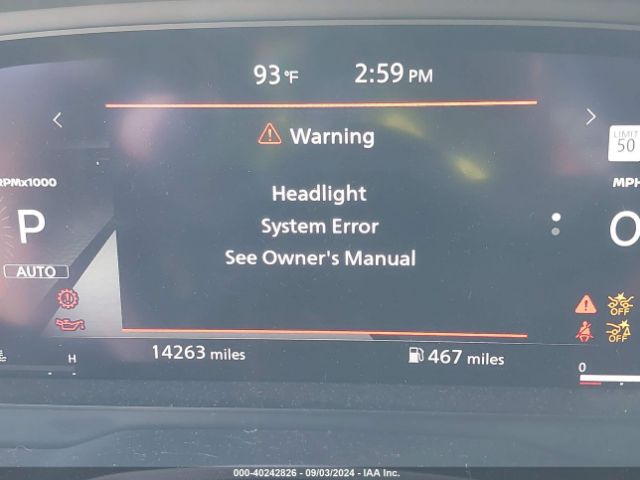 93°F 2:59 PM
Warning
LIMIT
50
RPMx1000
MPH
Headlight
System Error
See Owner's Manual
P
0
AUTO
OFF
OFF
H
14263 miles
467 miles
0
000-40242826 - 09/03/2024 - IAA Inc.